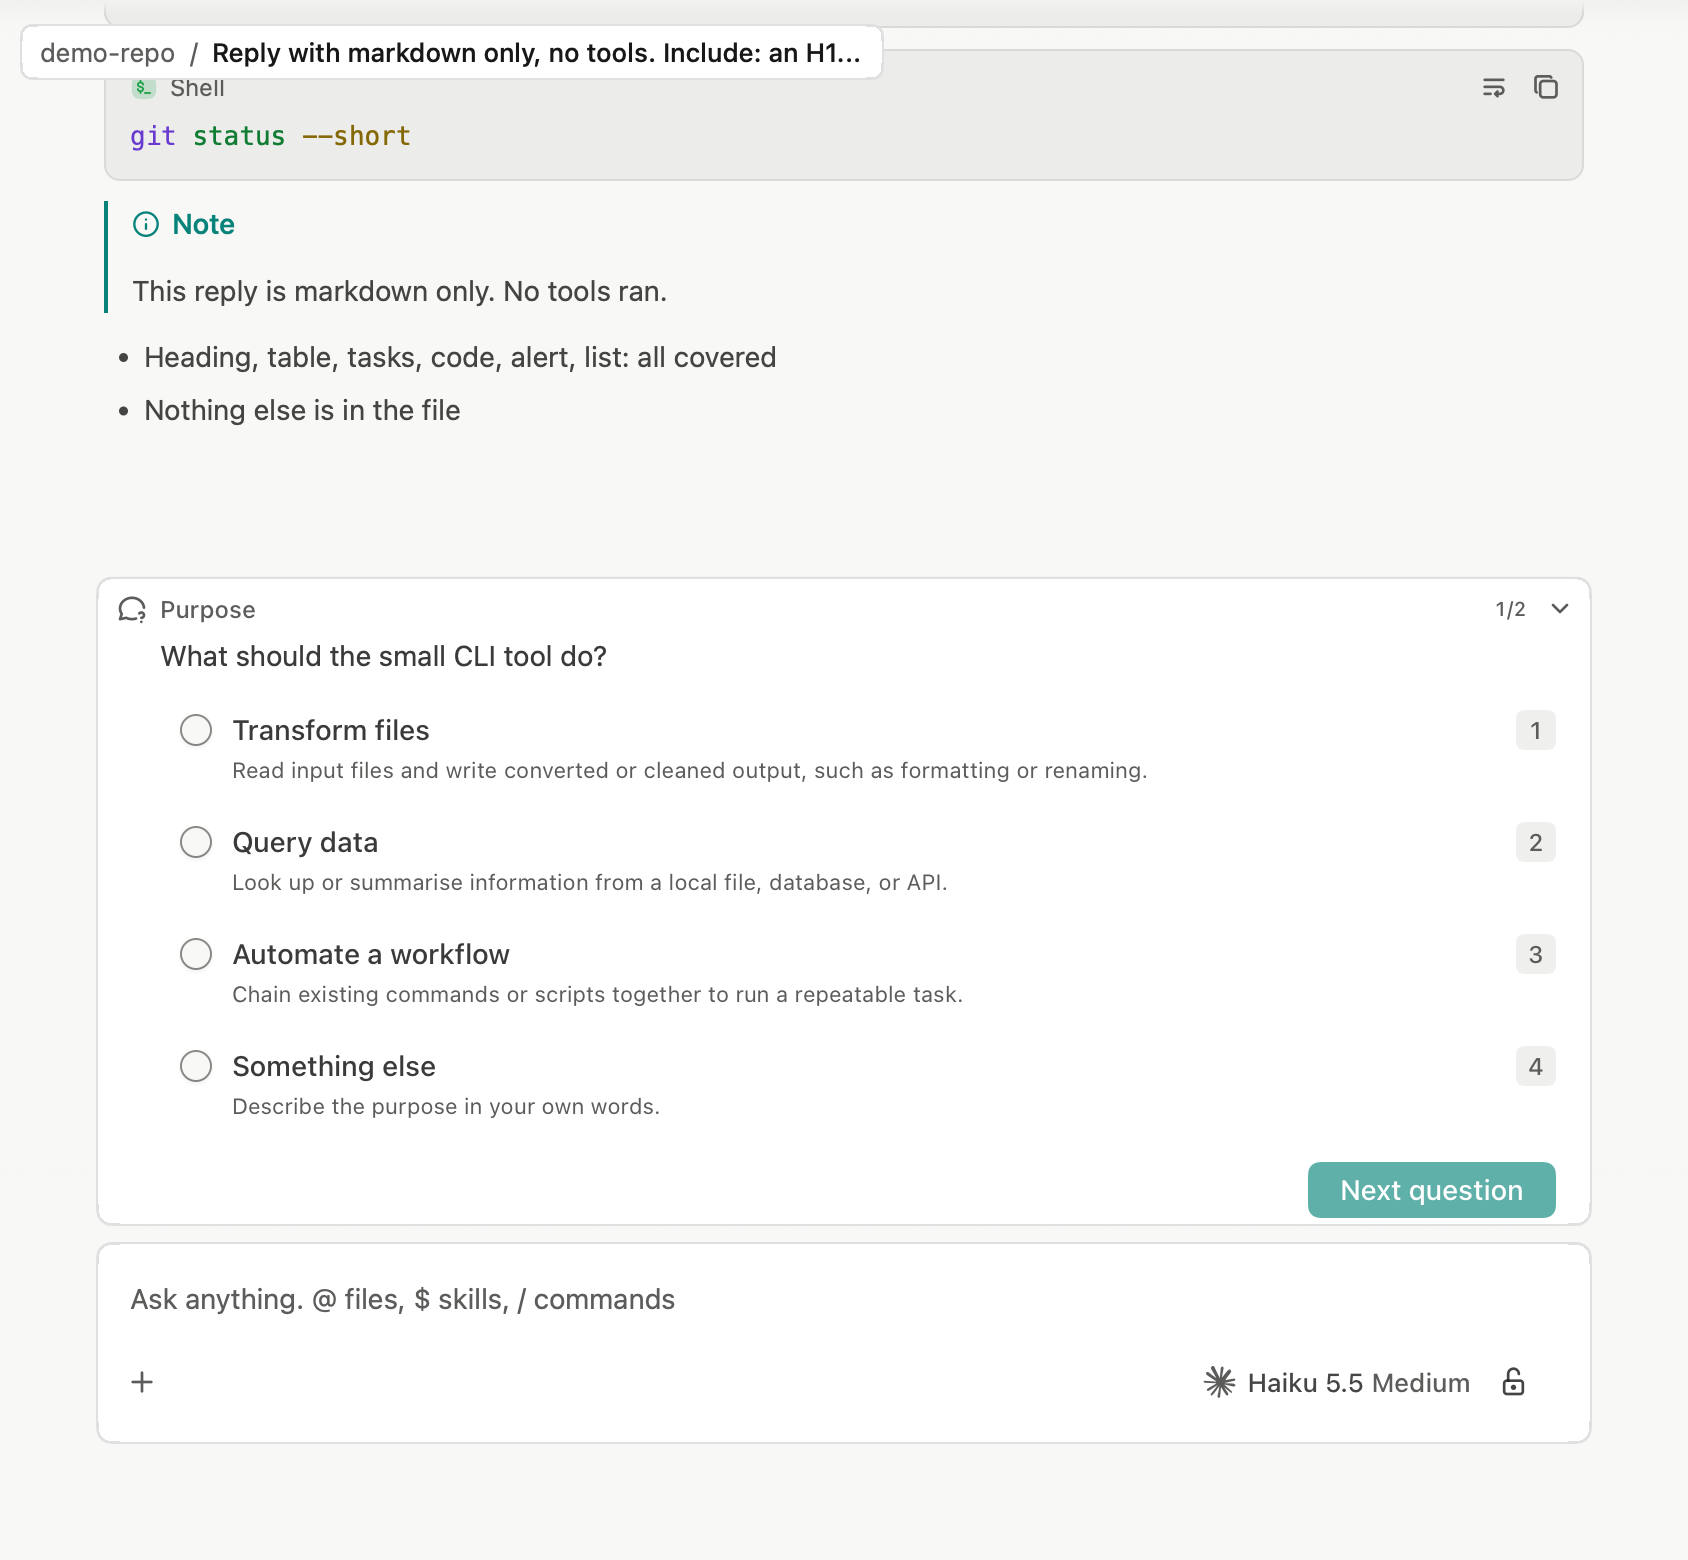 demo-repo / Reply with markdown only, no tools. Include: an H1...
$_ Shell
git status --short
Note
This reply is markdown only. No tools ran.
• Heading, table, tasks, code, alert, list: all covered
• Nothing else is in the file
Purpose 1/2
What should the small CLI tool do?
Transform files 1
Read input files and write converted or cleaned output, such as formatting or renaming.
Query data 2
Look up or summarise information from a local file, database, or API.
Automate a workflow 3
Chain existing commands or scripts together to run a repeatable task.
Something else 4
Describe the purpose in your own words.
Next question
Ask anything. @ files, $ skills, / commands
Haiku 5.5 Medium